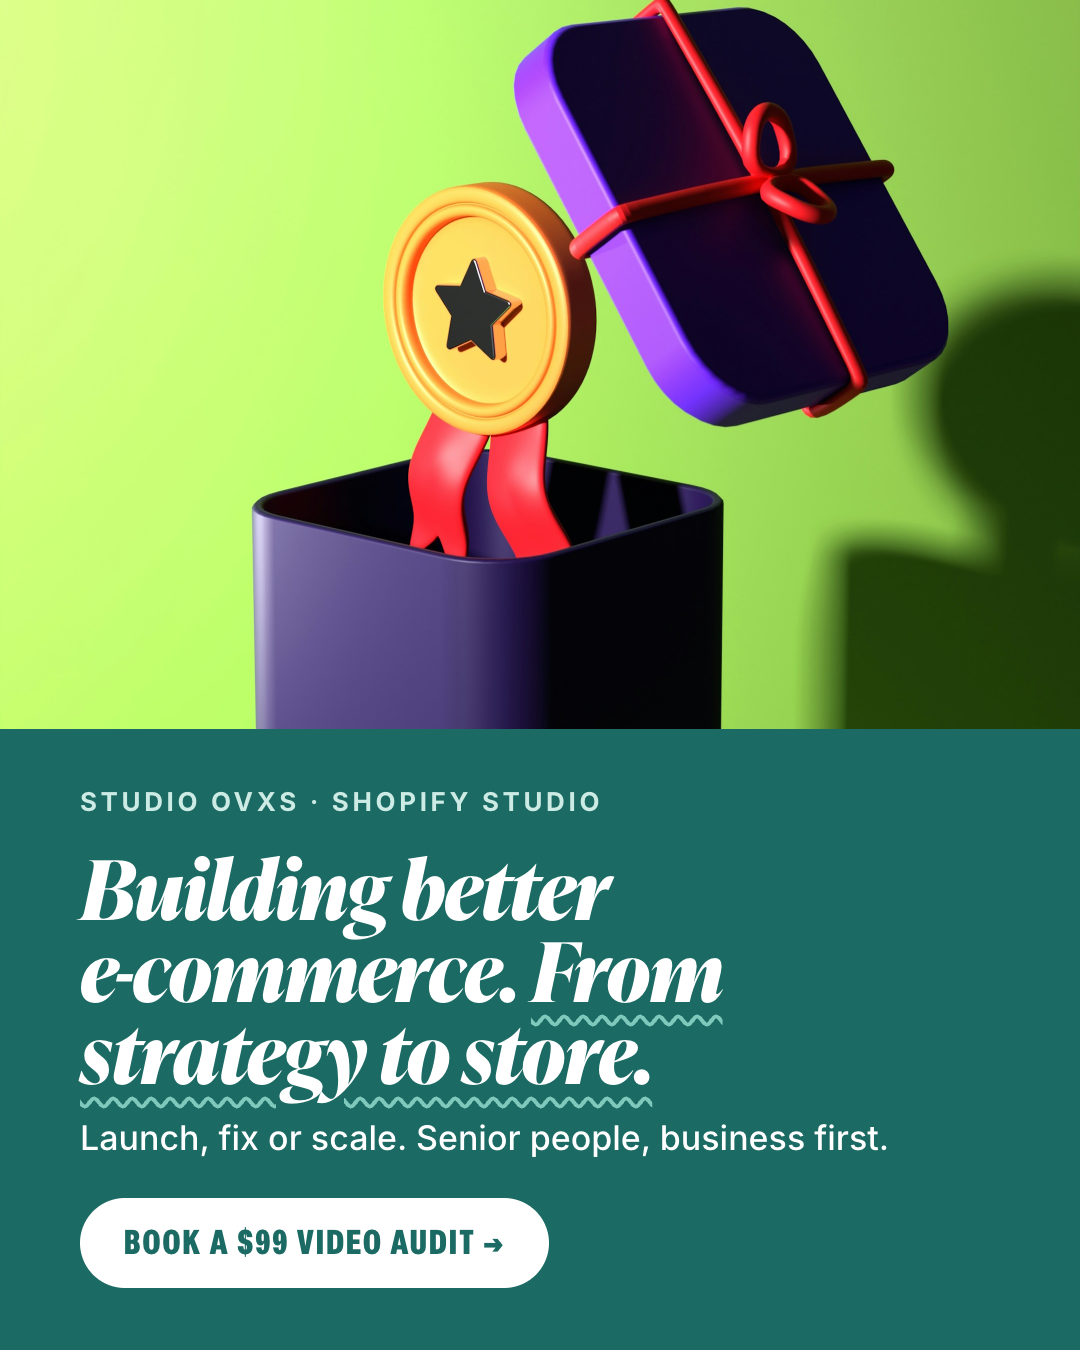 STUDIO OVXS · SHOPIFY STUDIO
Building better
e-commerce. From
strategy to store.
Launch, fix or scale. Senior people, business first.
BOOK A $99 VIDEO AUDIT →